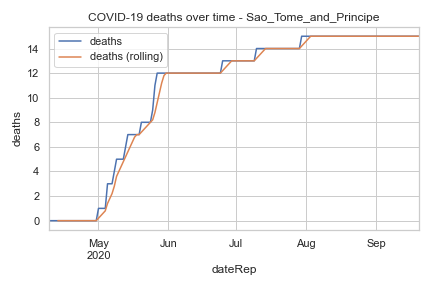 COVID-19 deaths over time - Sao_Tome_and_Principe
deaths
deaths (rolling)
14
12
10
8
6
4
2
0
deaths
May Jun Jul Aug Sep
2020
dateRep